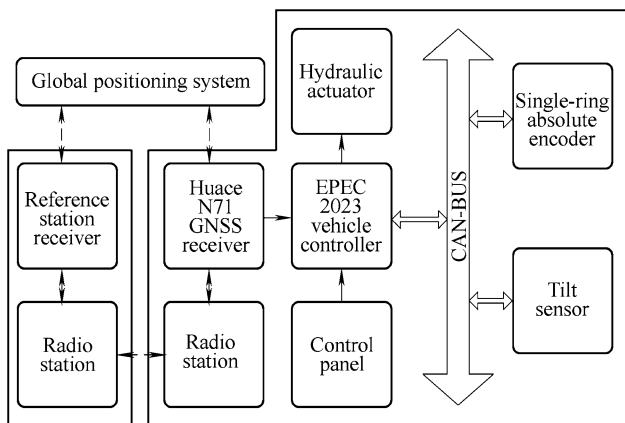 Global positioning system
Hydraulic
actuator
Single-ring
absolute
encoder
Reference
station
receiver
Huace
N71
GNSS
receiver
EPEC
2023
vehicle
controller
CAN-BUS
Radio
station
Radio
station
Control
panel
Tilt
sensor